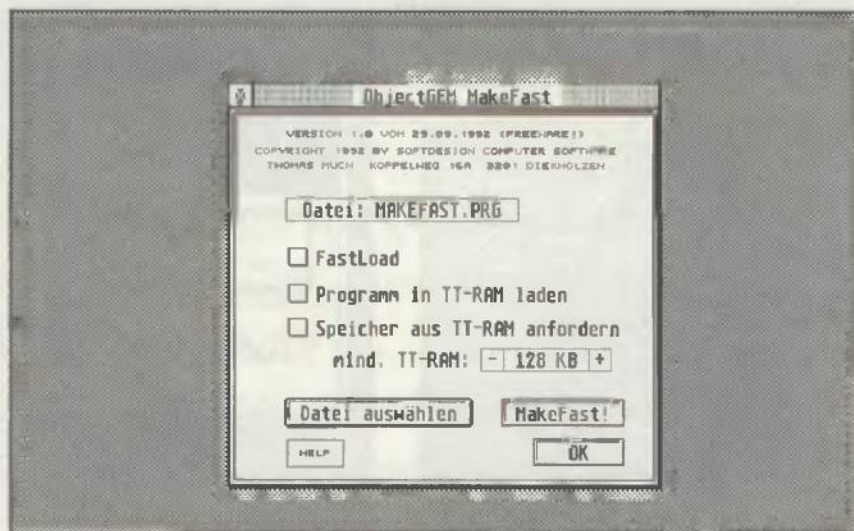 ObjectGEM MakeFast
VERSION 1.0 VOM 29.09.1992 (FREEWARE!)
COPYRIGHT 1992 BY SOFTDESIGN COMPUTER SOFTWARE
THOMAS MUCH KOPPELWEG 16A 3201 DIEKHOLZEN
Datei: MAKEFAST.PRG
FastLoad
Programm in TT-RAM laden
Speicher aus TT-RAM anfordern
mind. TT-RAM: - 128 KB +
Datei auswählen MakeFast!
HELP OK